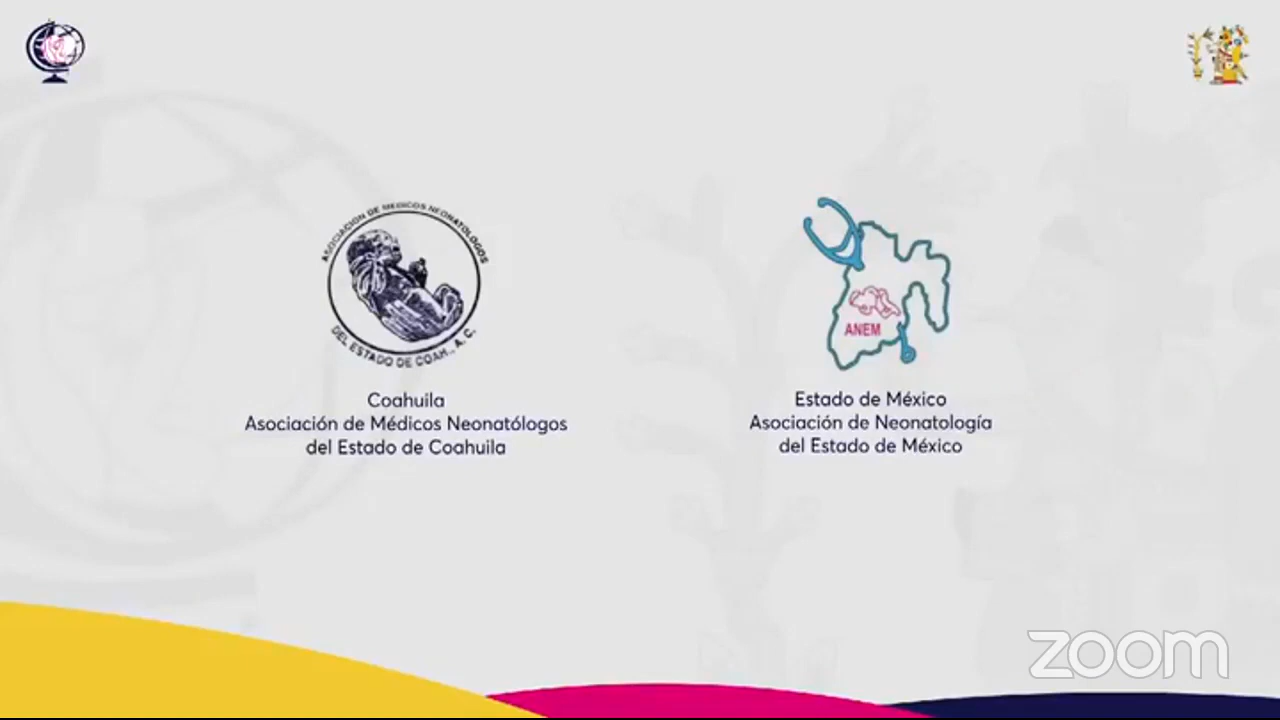 ASOCIACION DE MEDICOS NEONATOLOGOS
DEL ESTADO DE COAH., A. C.
Coahuila
Asociación de Médicos Neonatólogos
del Estado de Coahuila
ANEM
Estado de México
Asociación de Neonatología
del Estado de México
zoom